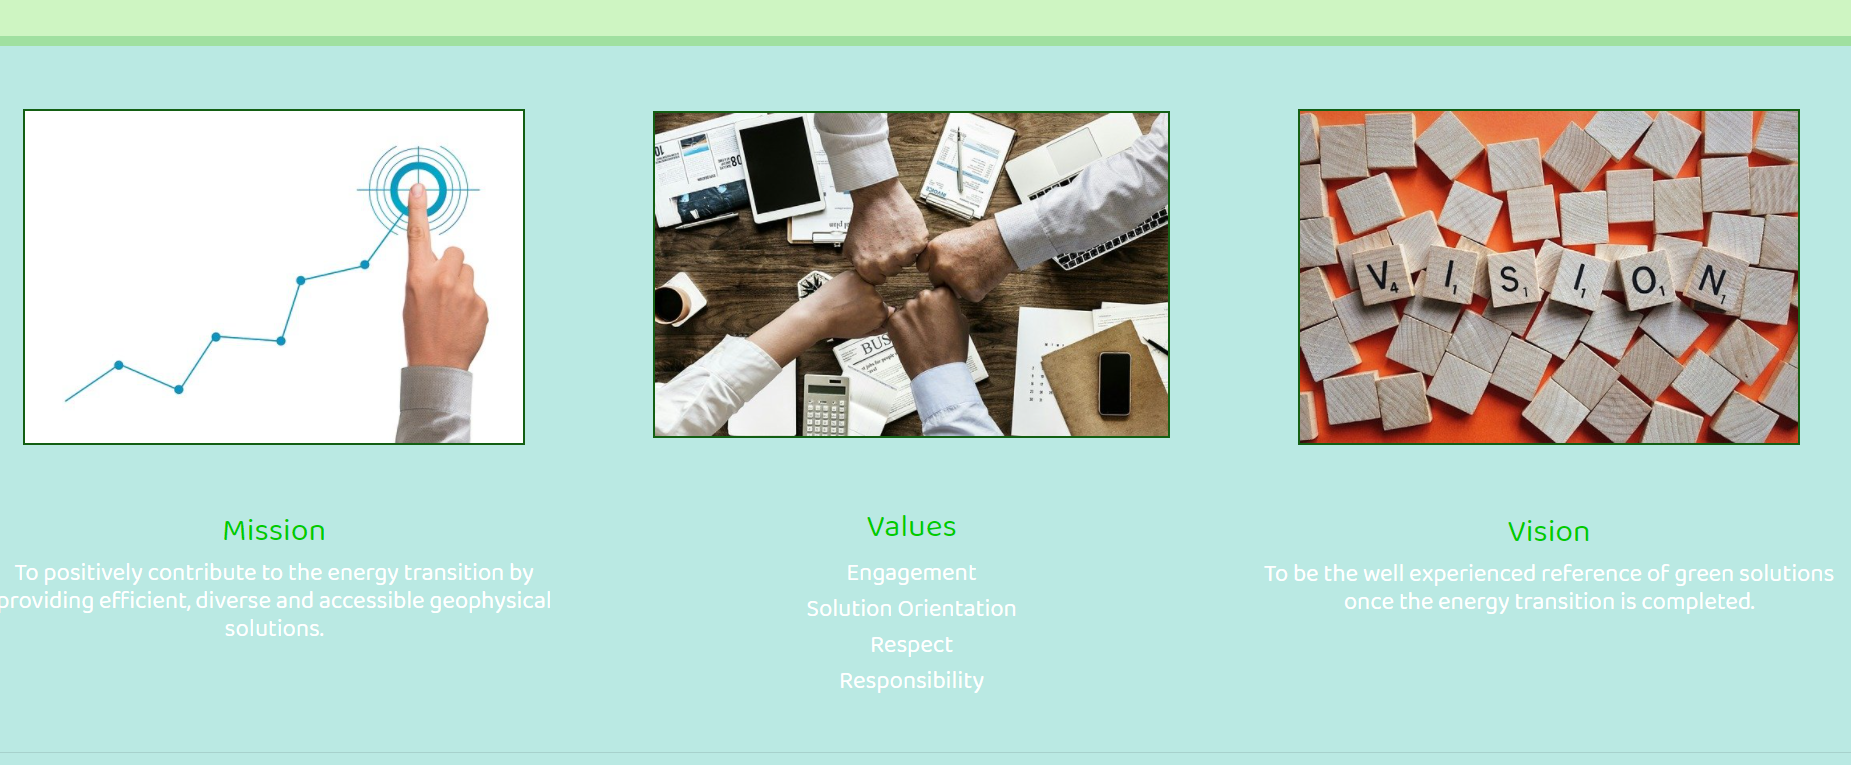 VISION
Mission
To positively contribute to the energy transition by
providing efficient, diverse and accessible geophysical
solutions.
Values
Engagement
Solution Orientation
Respect
Responsibility
Vision
To be the well experienced reference of green solutions
once the energy transition is completed.